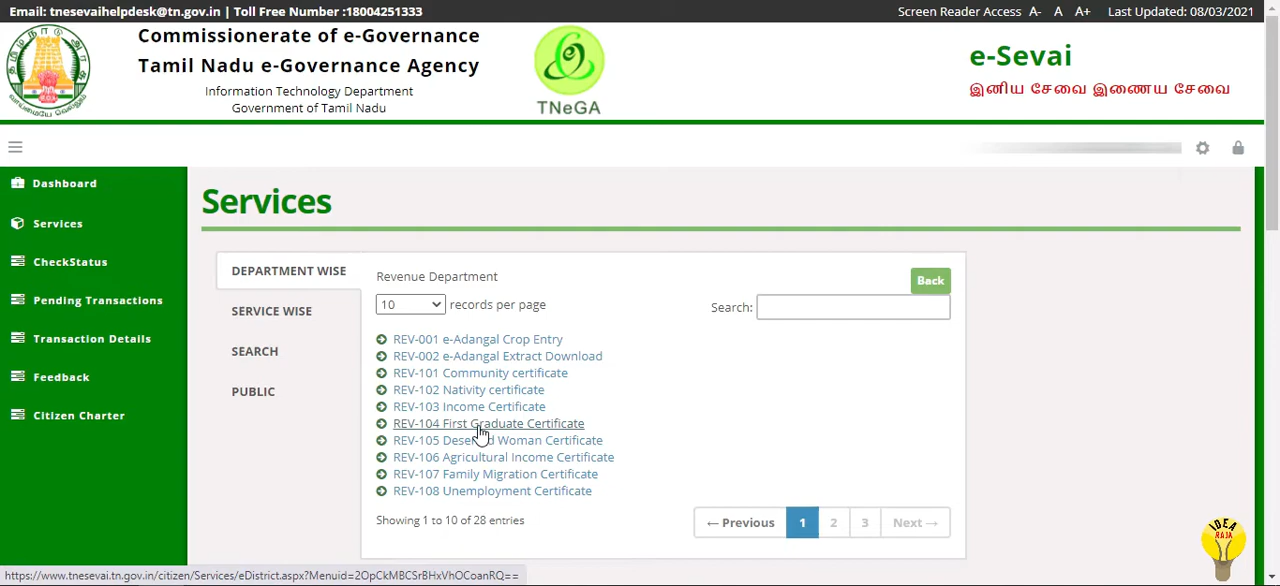 Email: tnesevaihelpdesk@tn.gov.in | Toll Free Number :18004251333
Screen Reader Access A- A A+ Last Updated: 08/03/2021
Commissionerate of e-Governance
Tamil Nadu e-Governance Agency
Information Technology Department
Government of Tamil Nadu
TNeGA
e-Sevai
இனிய சேவை இணைய சேவை
Dashboard
Services
CheckStatus
Pending Transactions
Transaction Details
Feedback
Citizen Charter
Services
DEPARTMENT WISE
SERVICE WISE
SEARCH
PUBLIC
Revenue Department
Back
10 records per page
Search:
REV-001 e-Adangal Crop Entry
REV-002 e-Adangal Extract Download
REV-101 Community certificate
REV-102 Nativity certificate
REV-103 Income Certificate
REV-104 First Graduate Certificate
REV-105 Deserted Woman Certificate
REV-106 Agricultural Income Certificate
REV-107 Family Migration Certificate
REV-108 Unemployment Certificate
Showing 1 to 10 of 28 entries
← Previous 1 2 3 Next →
IDEA
RAJA
https://www.tnesevai.tn.gov.in/citizen/Services/eDistrict.aspx?Menuid=2OpCkMBCSrBHxVhOCoanRQ==